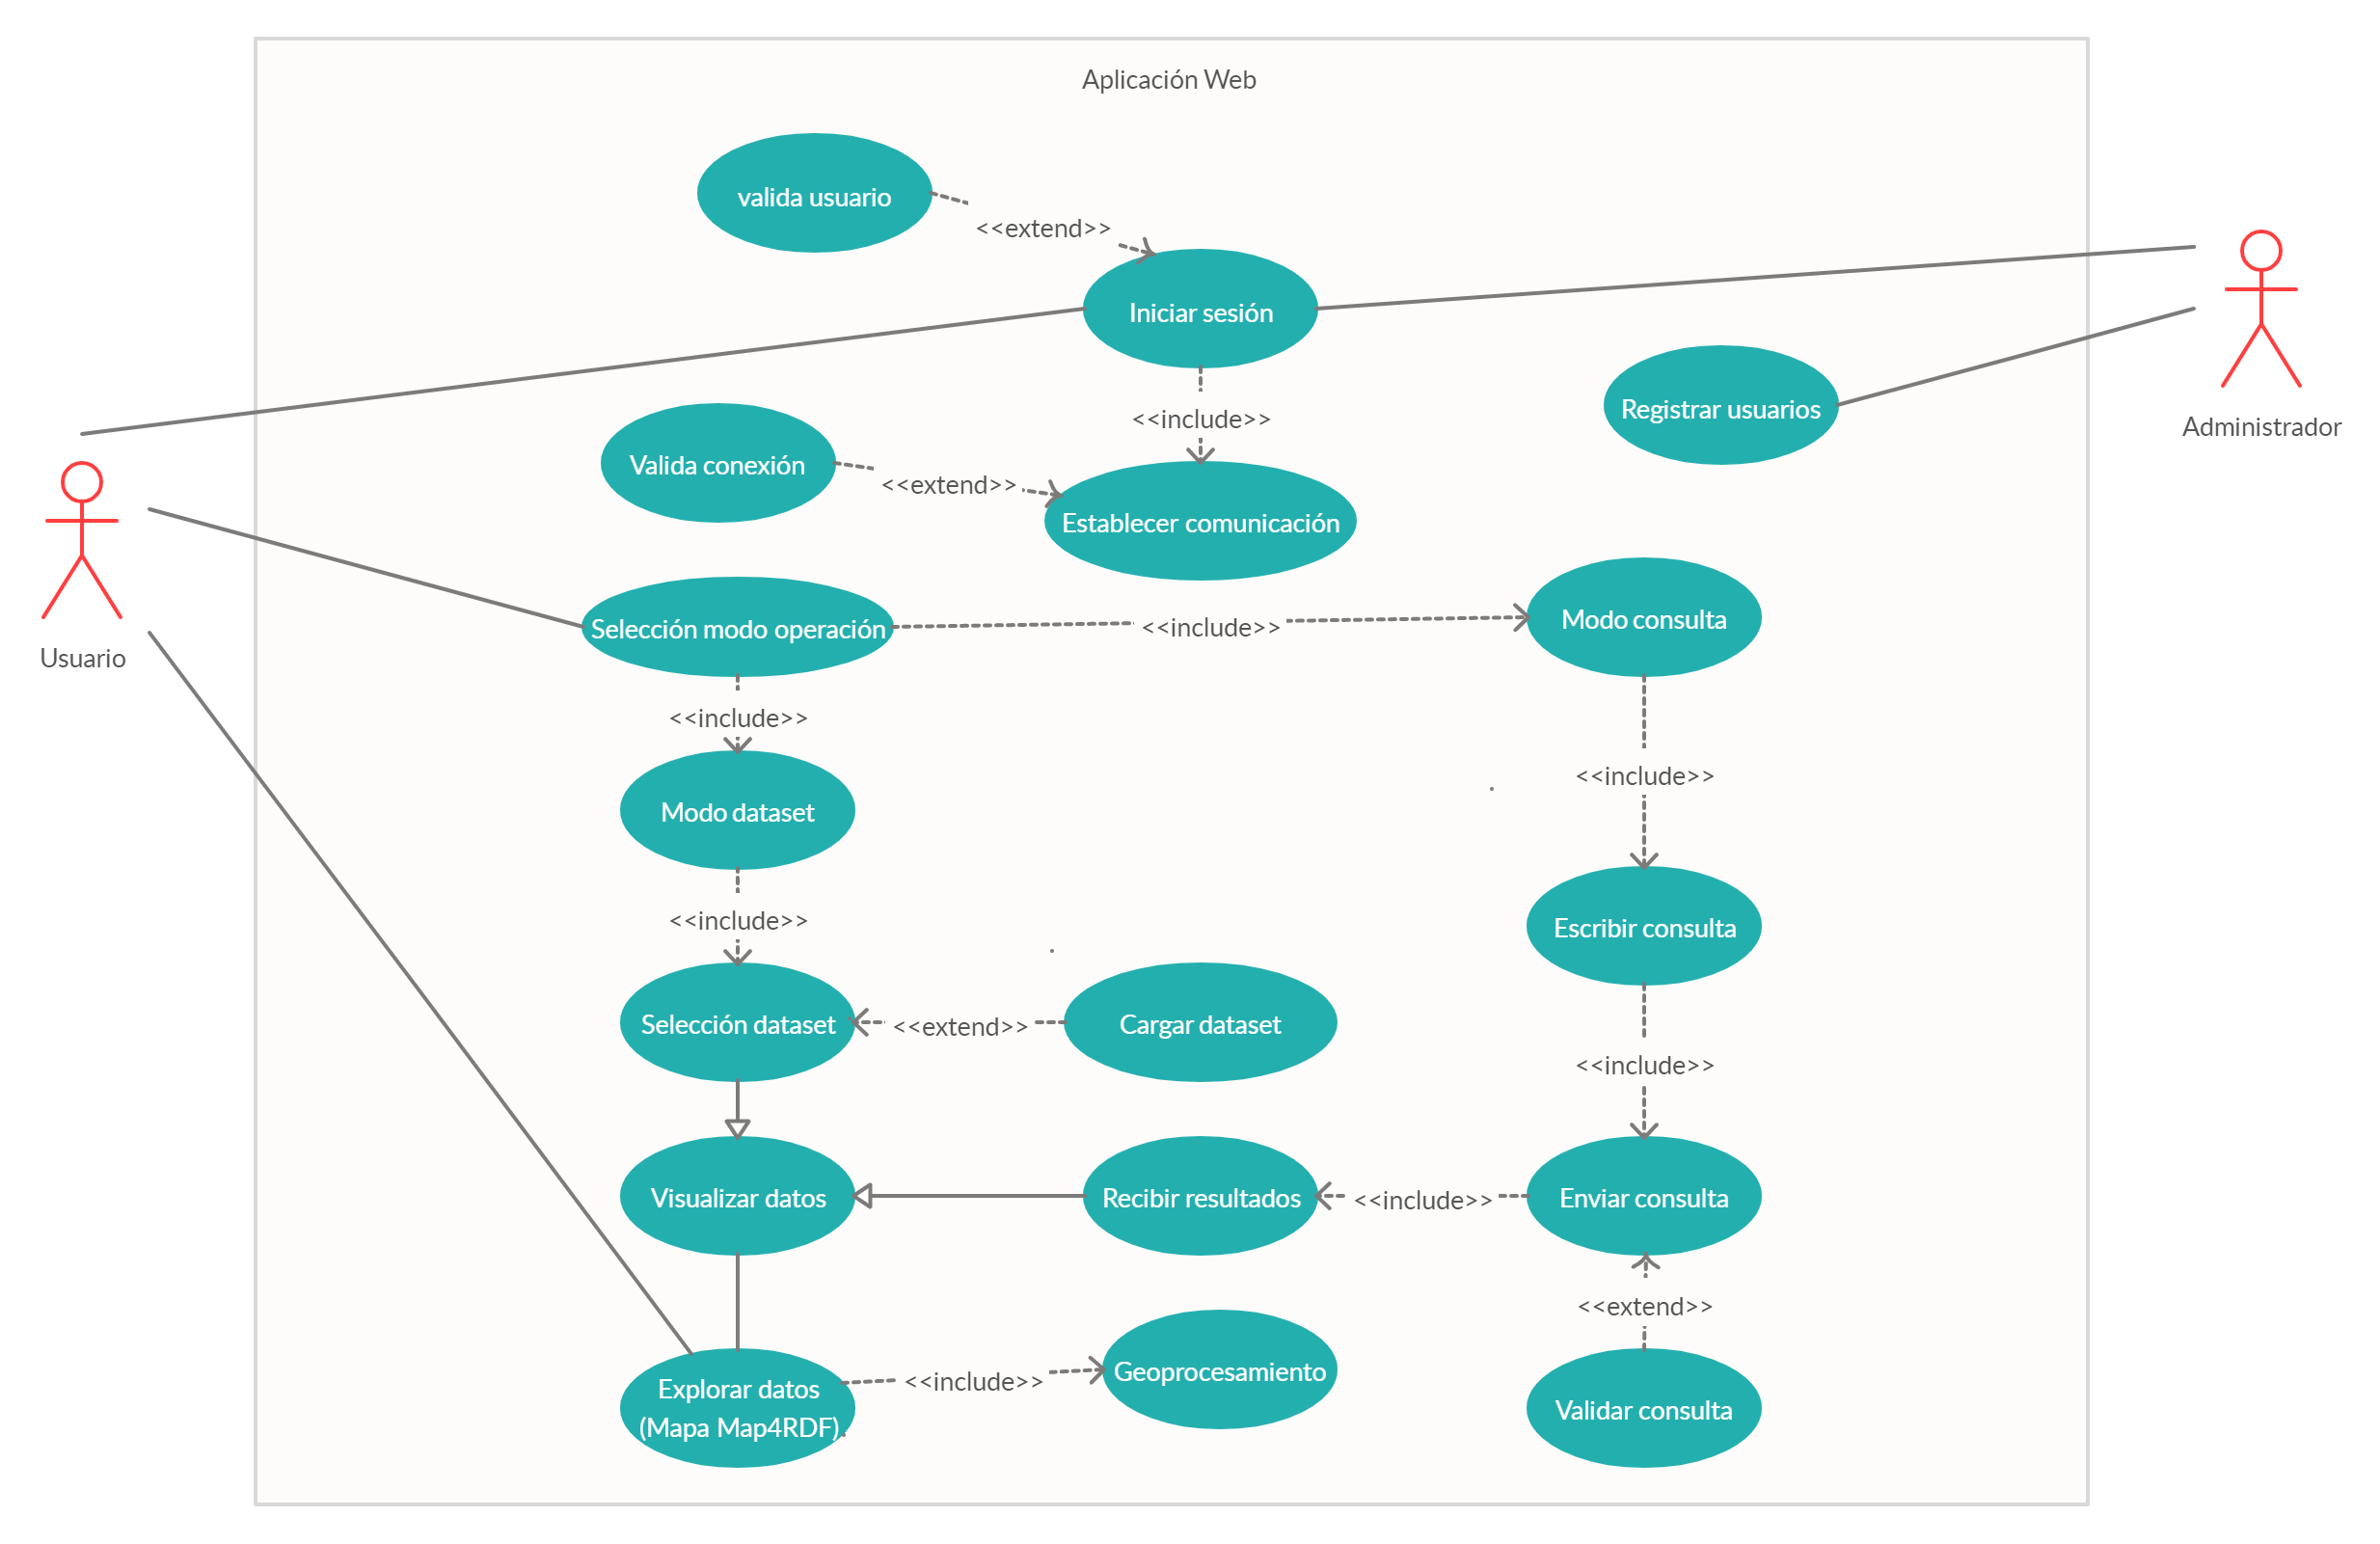 Aplicación Web
valida usuario
<<extend>>
Iniciar sesión
<<include>>
Registrar usuarios
Administrador
Valida conexión
<<extend>>
Establecer comunicación
Usuario
Selección modo operación
<<include>>
Modo consulta
<<include>>
<<include>>
Modo dataset
<<include>>
Escribir consulta
Selección dataset
<<extend>>
Cargar dataset
<<include>>
Visualizar datos
Recibir resultados
<<include>>
Enviar consulta
<<extend>>
Explorar datos
(Mapa Map4RDF)
<<include>>
Geoprocesamiento
Validar consulta